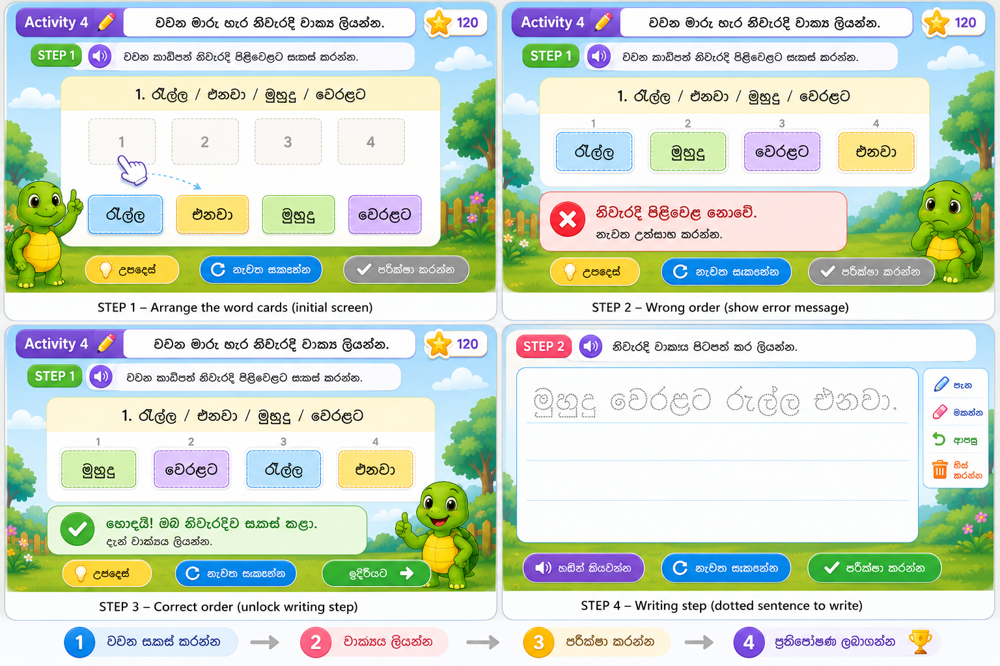 Activity 4
වචන මාරු හැර නිවැරදි වාක්‍ය ලියන්න.
120
STEP 1
වචන කාඩ්පත් නිවැරදි පිළිවෙළට සකස් කරන්න.
1. රැල්ල / එනවා / මුහුදු / වෙරළට
1 2 3 4
රැල්ල එනවා මුහුදු වෙරළට
උපදෙස්
නැවත සකසන්න
පරීක්ෂා කරන්න
STEP 1 – Arrange the word cards (initial screen)
Activity 4
වචන මාරු හැර නිවැරදි වාක්‍ය ලියන්න.
120
STEP 1
වචන කාඩ්පත් නිවැරදි පිළිවෙළට සකස් කරන්න.
1. රැල්ල / එනවා / මුහුදු / වෙරළට
1 2 3 4
රැල්ල මුහුදු වෙරළට එනවා
නිවැරදි පිළිවෙළ නොවේ.
නැවත උත්සාහ කරන්න.
උපදෙස්
නැවත සකසන්න
පරීක්ෂා කරන්න
STEP 2 – Wrong order (show error message)
Activity 4
වචන මාරු හැර නිවැරදි වාක්‍ය ලියන්න.
120
STEP 1
වචන කාඩ්පත් නිවැරදි පිළිවෙළට සකස් කරන්න.
1. රැල්ල / එනවා / මුහුදු / වෙරළට
1 2 3 4
මුහුදු වෙරළට රැල්ල එනවා
හොඳයි! ඔබ නිවැරදිව සකස් කළා.
දැන් වාක්‍යය ලියන්න.
උපදෙස්
නැවත සකසන්න
ඉදිරියට
STEP 3 – Correct order (unlock writing step)
STEP 2
නිවැරදි වාක්‍යය පිටපත් කර ලියන්න.
මුහුදු වෙරළට රුල්ල එනවා.
පැන
මකන්න
ආපසු
කරන්න
කියවන්න
නැවත සකසන්න
පරීක්ෂා කරන්න
STEP 4 – Writing step (dotted sentence to write)
1 වචන සකස් කරන්න
2 වාක්‍යය ලියන්න
3 පරීක්ෂා කරන්න
4 ප්‍රතිපෝෂණ ලබාගන්න